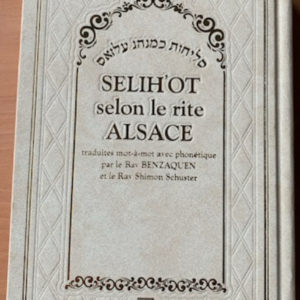 סליחות כמנהג עלזאס
SELIH'OT
selon le rite
ALSACE
traduites mot-à-mot avec phonétique
par le Rav BENZAQUEN
et le Rav Shimon Schuster